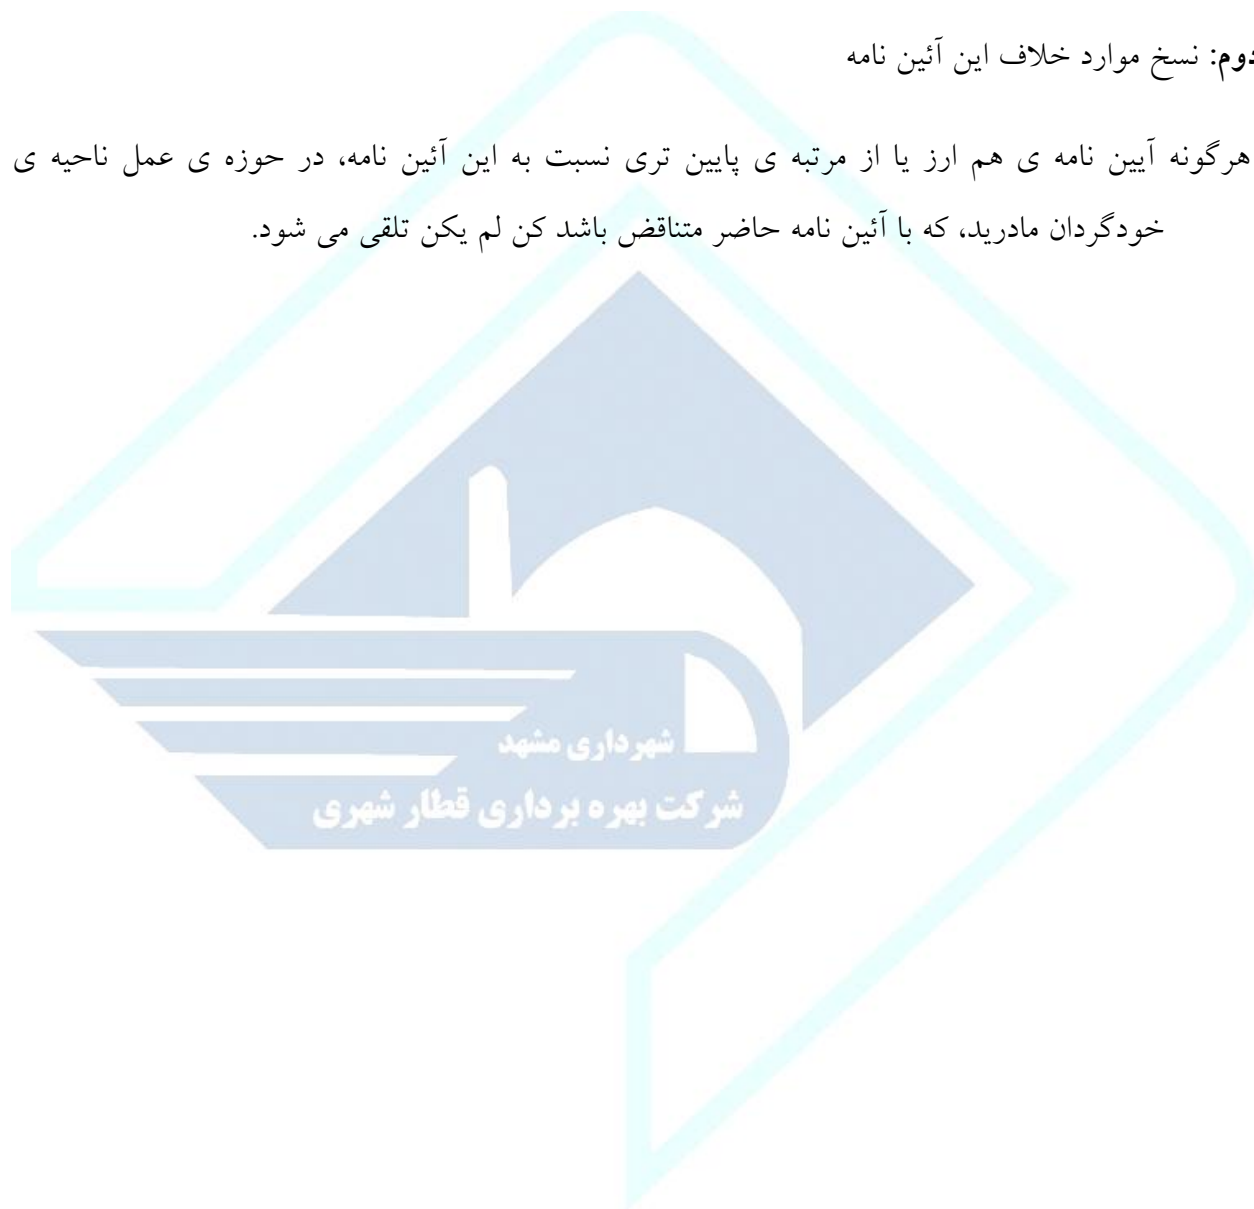 دوم: نسخ موارد خلاف این آئین نامه
هرگونه آیین نامه ی هم ارز یا از مرتبه ی پایین تری نسبت به این آئین نامه، در حوزه ی عمل ناحیه ی
خودگردان مادرید، که با آئین نامه حاضر متناقض باشد کن لم یکن تلقی می شود.
شهرداری مشهد
شرکت بهره برداری قطار شهری